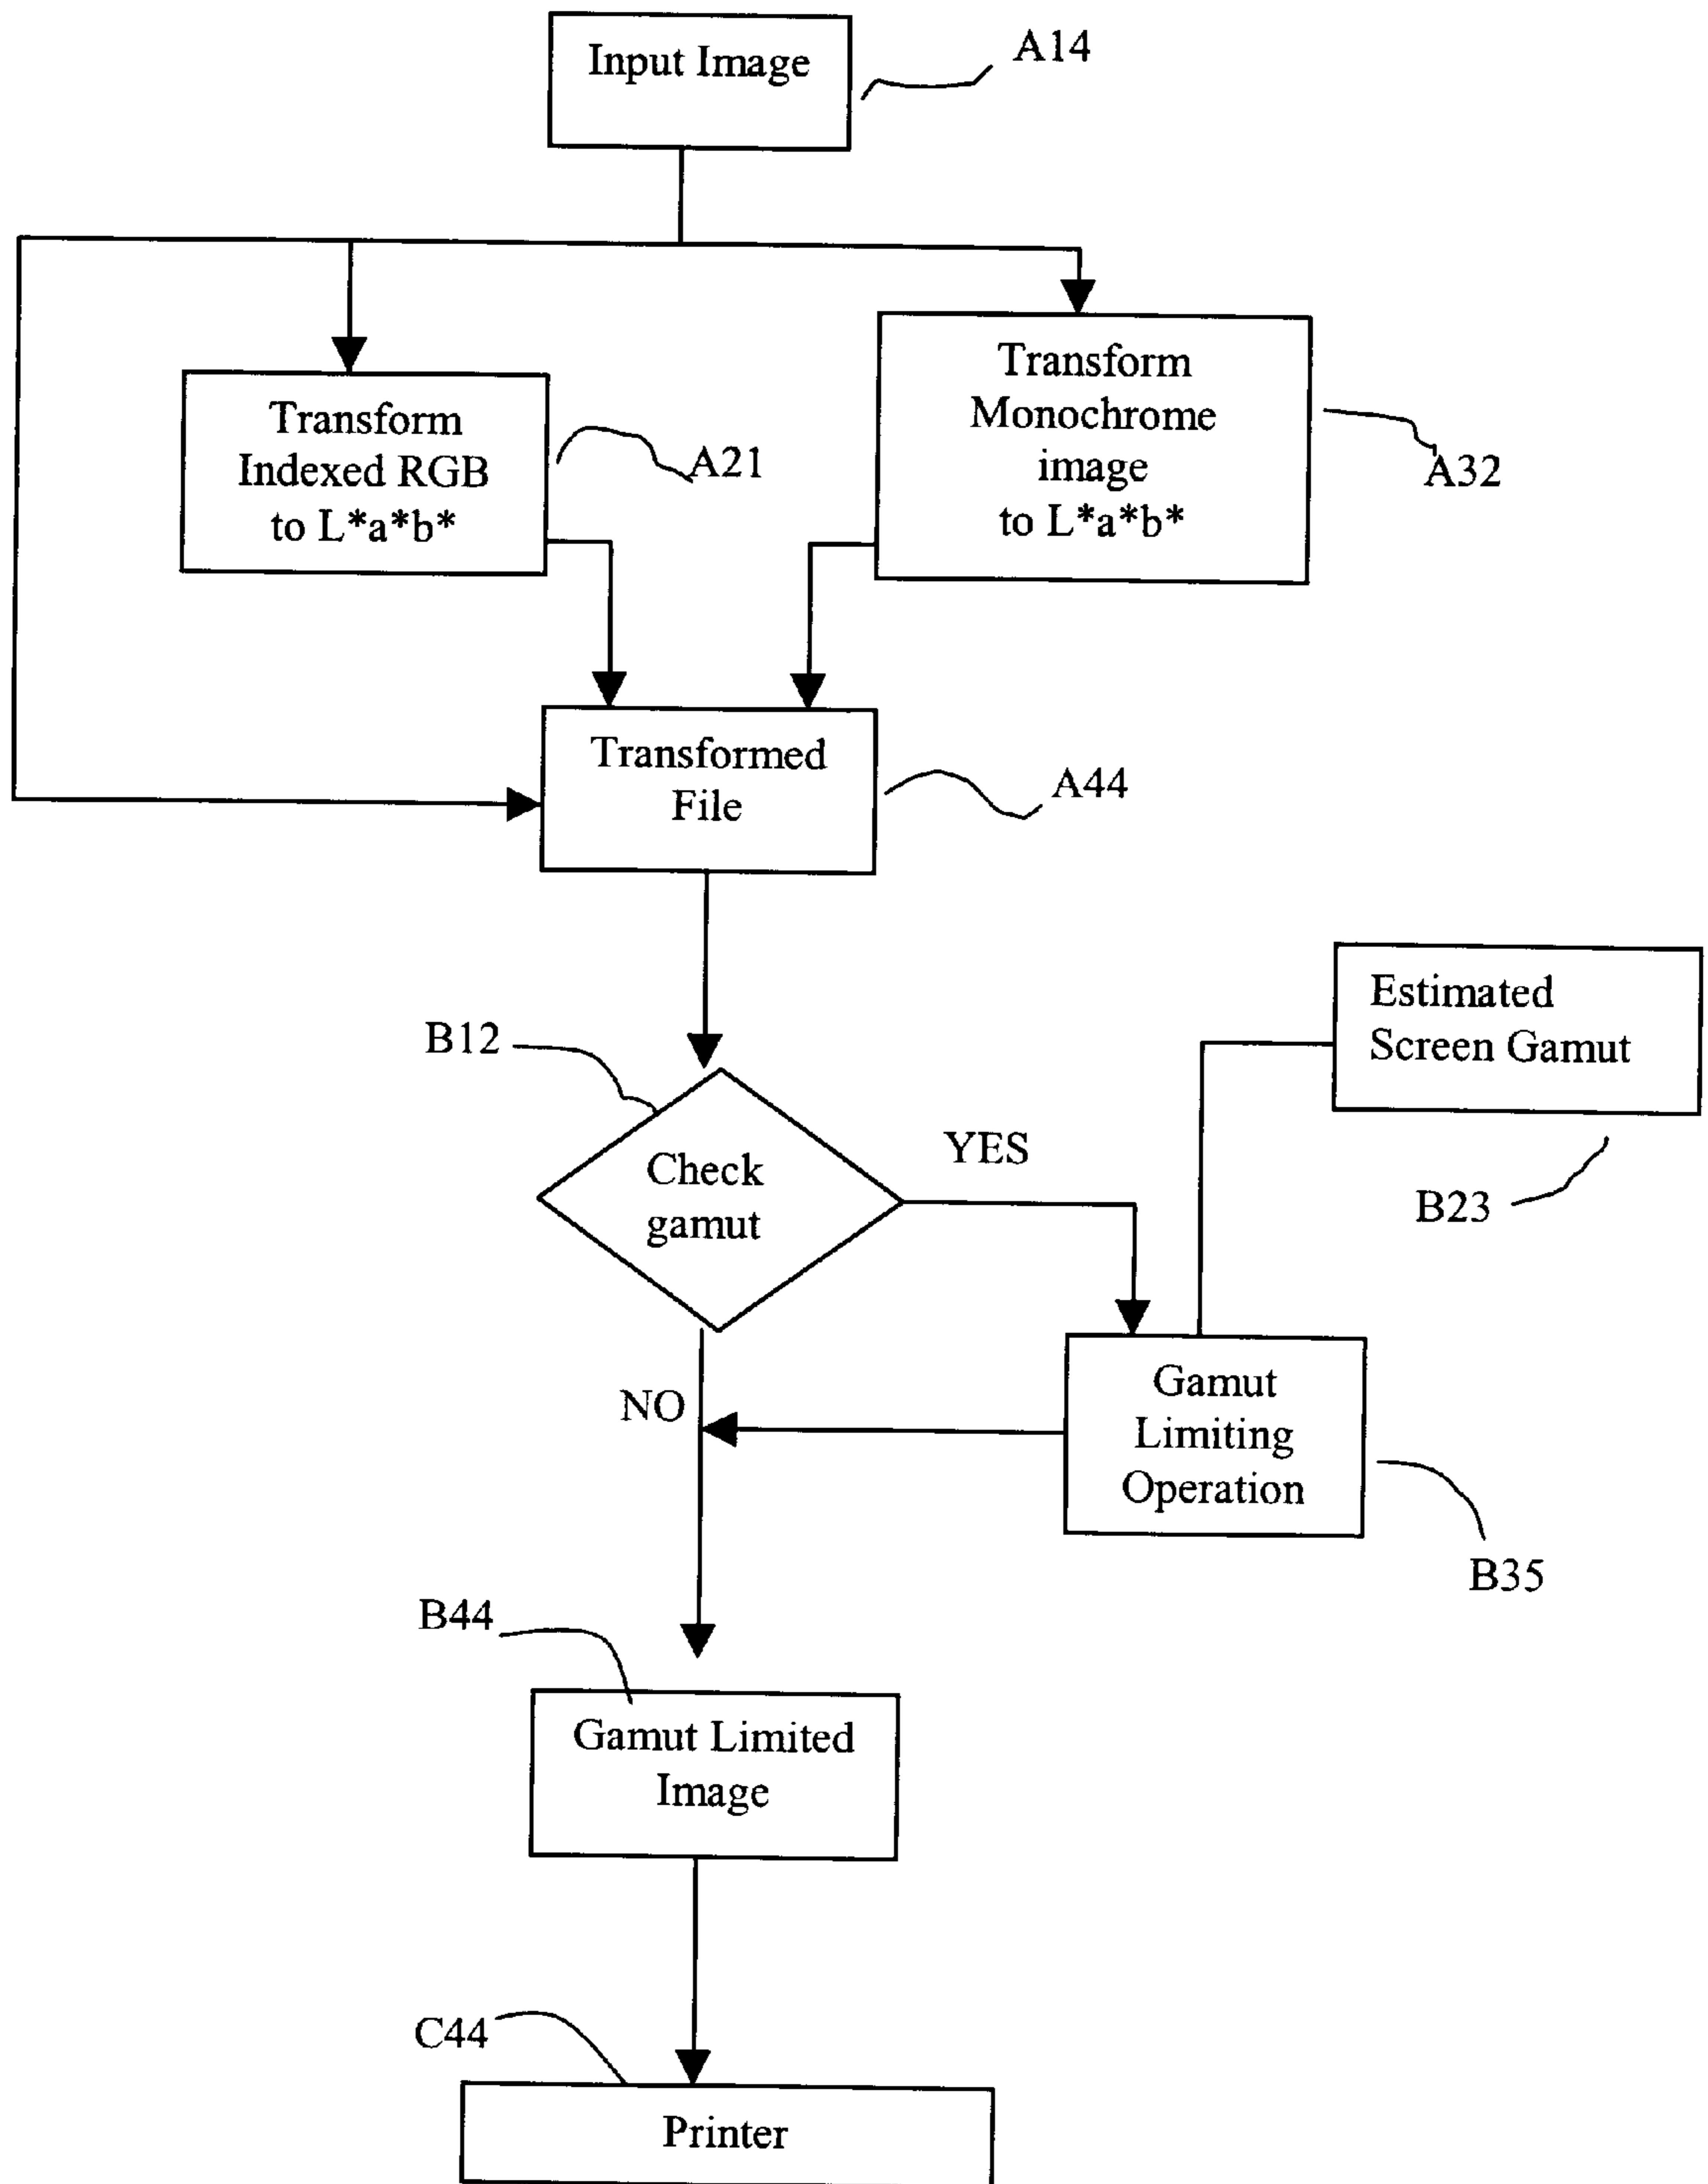 Input Image
A14
Transform
Indexed RGB
to L*a*b*
A21
Transform
Monochrome
image
to L*a*b*
A32
Transformed
File
A44
Estimated
Screen Gamut
B23
B12
Check
gamut
YES
NO
Gamut
Limiting
Operation
B35
B44
Gamut Limited
Image
C44
Printer